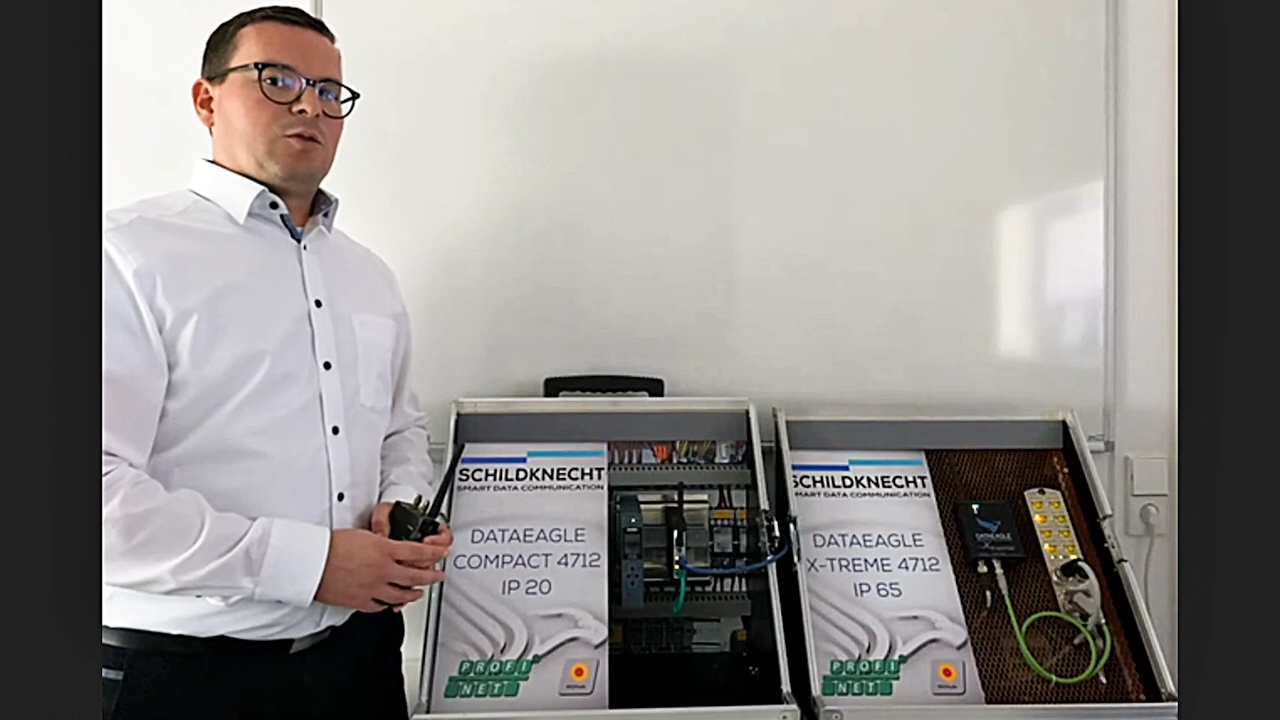 SCHILDKNECHT
SMART DATA COMMUNICATION
DATAEAGLE
COMPACT 4712
IP 20
PROFI
NET
SCHILDKNECHT
SMART DATA COMMUNICATION
DATAEAGLE
X-TREME 4712
IP 65
PROFI
NET
DATAEAGLE